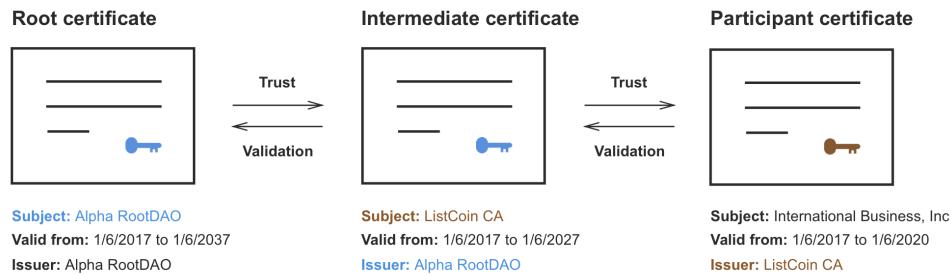 Root certificate
Intermediate certificate
Participant certificate
Trust
Validation
Trust
Validation
Subject: Alpha RootDAO
Valid from: 1/6/2017 to 1/6/2037
Issuer: Alpha RootDAO
Subject: ListCoin CA
Valid from: 1/6/2017 to 1/6/2027
Issuer: Alpha RootDAO
Subject: International Business, Inc
Valid from: 1/6/2017 to 1/6/2020
Issuer: ListCoin CA